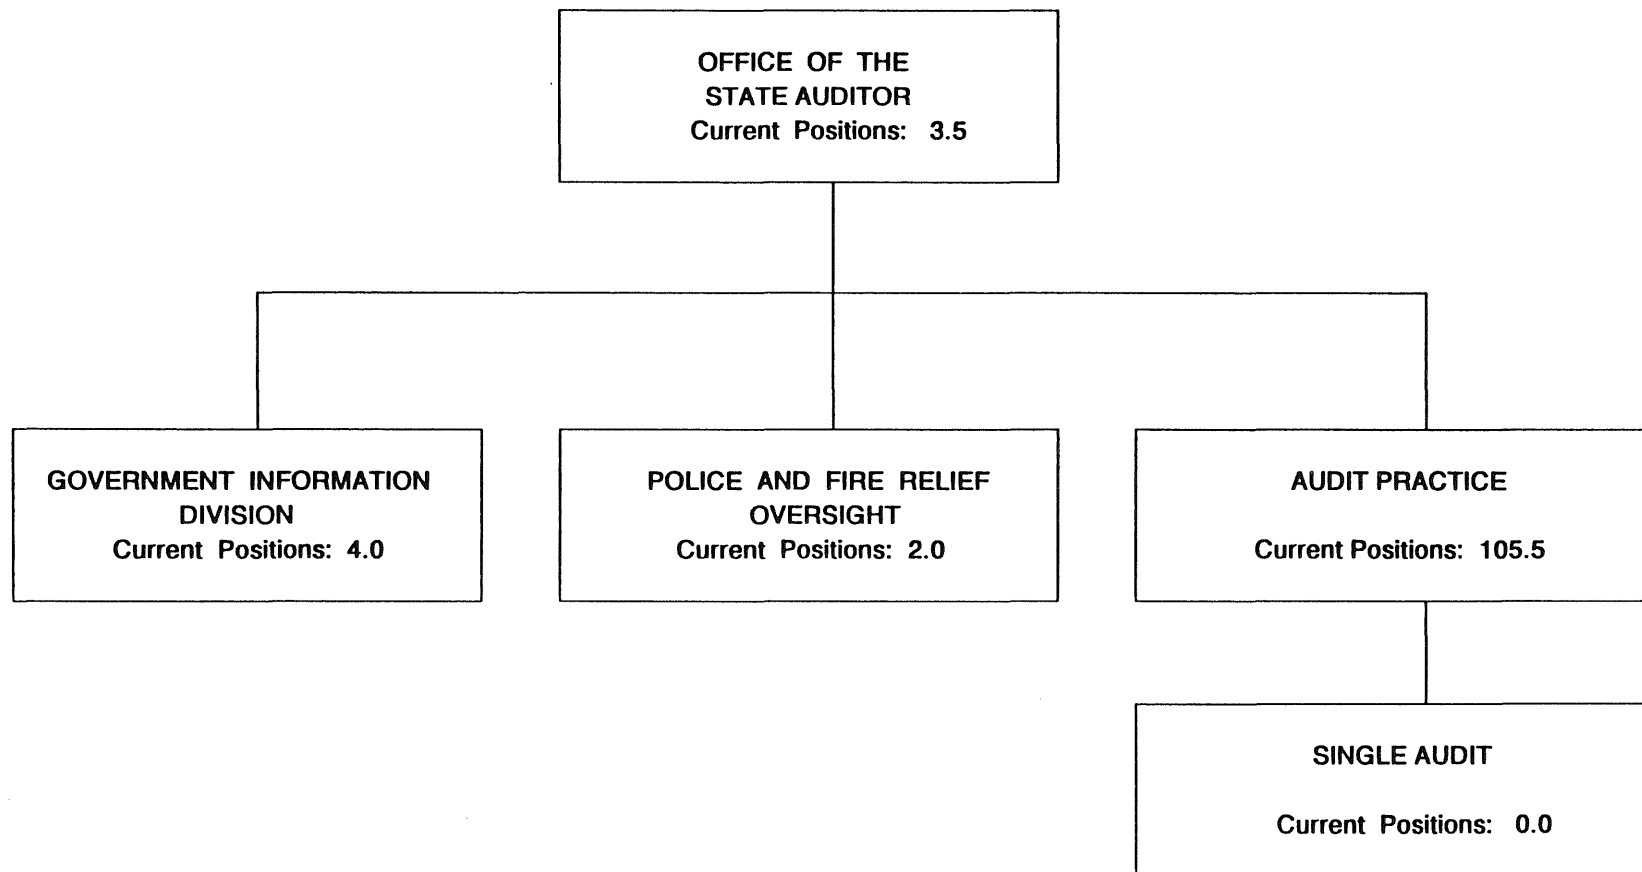 OFFICE OF THE
STATE AUDITOR
Current Positions: 3.5
GOVERNMENT INFORMATION
DIVISION
Current Positions: 4.0
POLICE AND FIRE RELIEF
OVERSIGHT
Current Positions: 2.0
AUDIT PRACTICE
Current Positions: 105.5
SINGLE AUDIT
Current Positions: 0.0